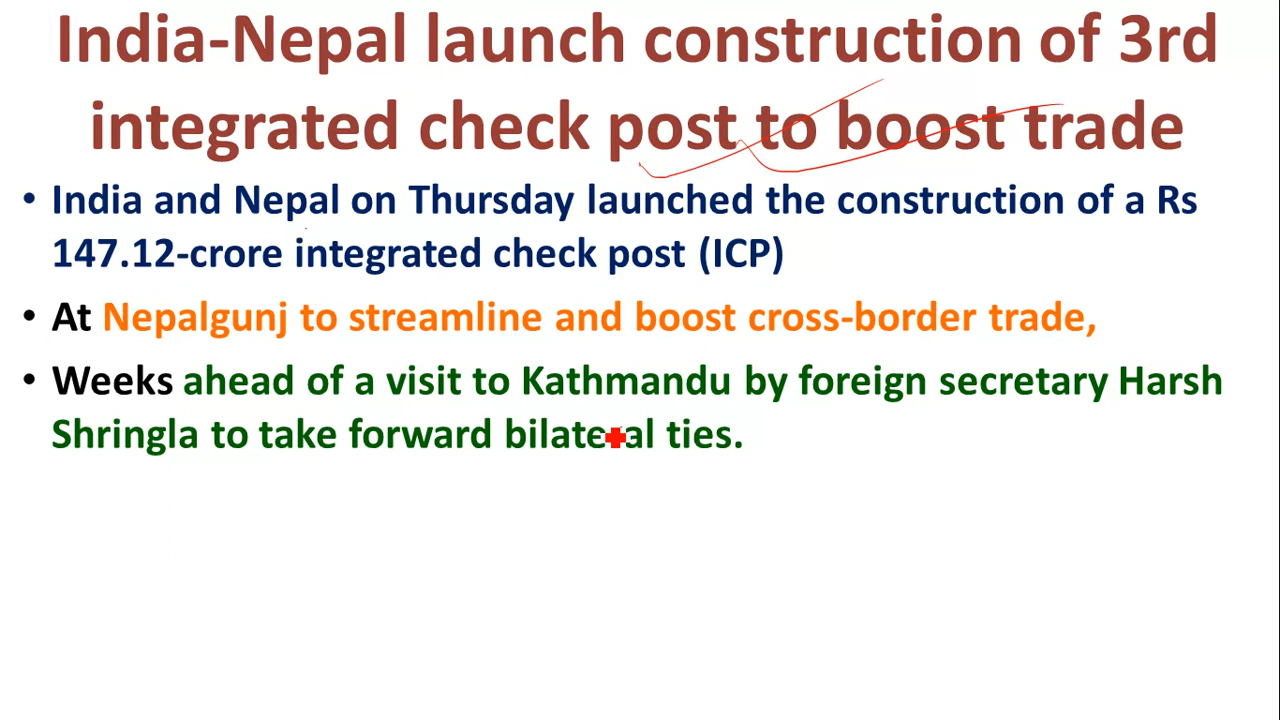 India-Nepal launch construction of 3rd
integrated check post to boost trade
• India and Nepal on Thursday launched the construction of a Rs
147.12-crore integrated check post (ICP)
• At Nepalgunj to streamline and boost cross-border trade,
• Weeks ahead of a visit to Kathmandu by foreign secretary Harsh
Shringla to take forward bilateral ties.